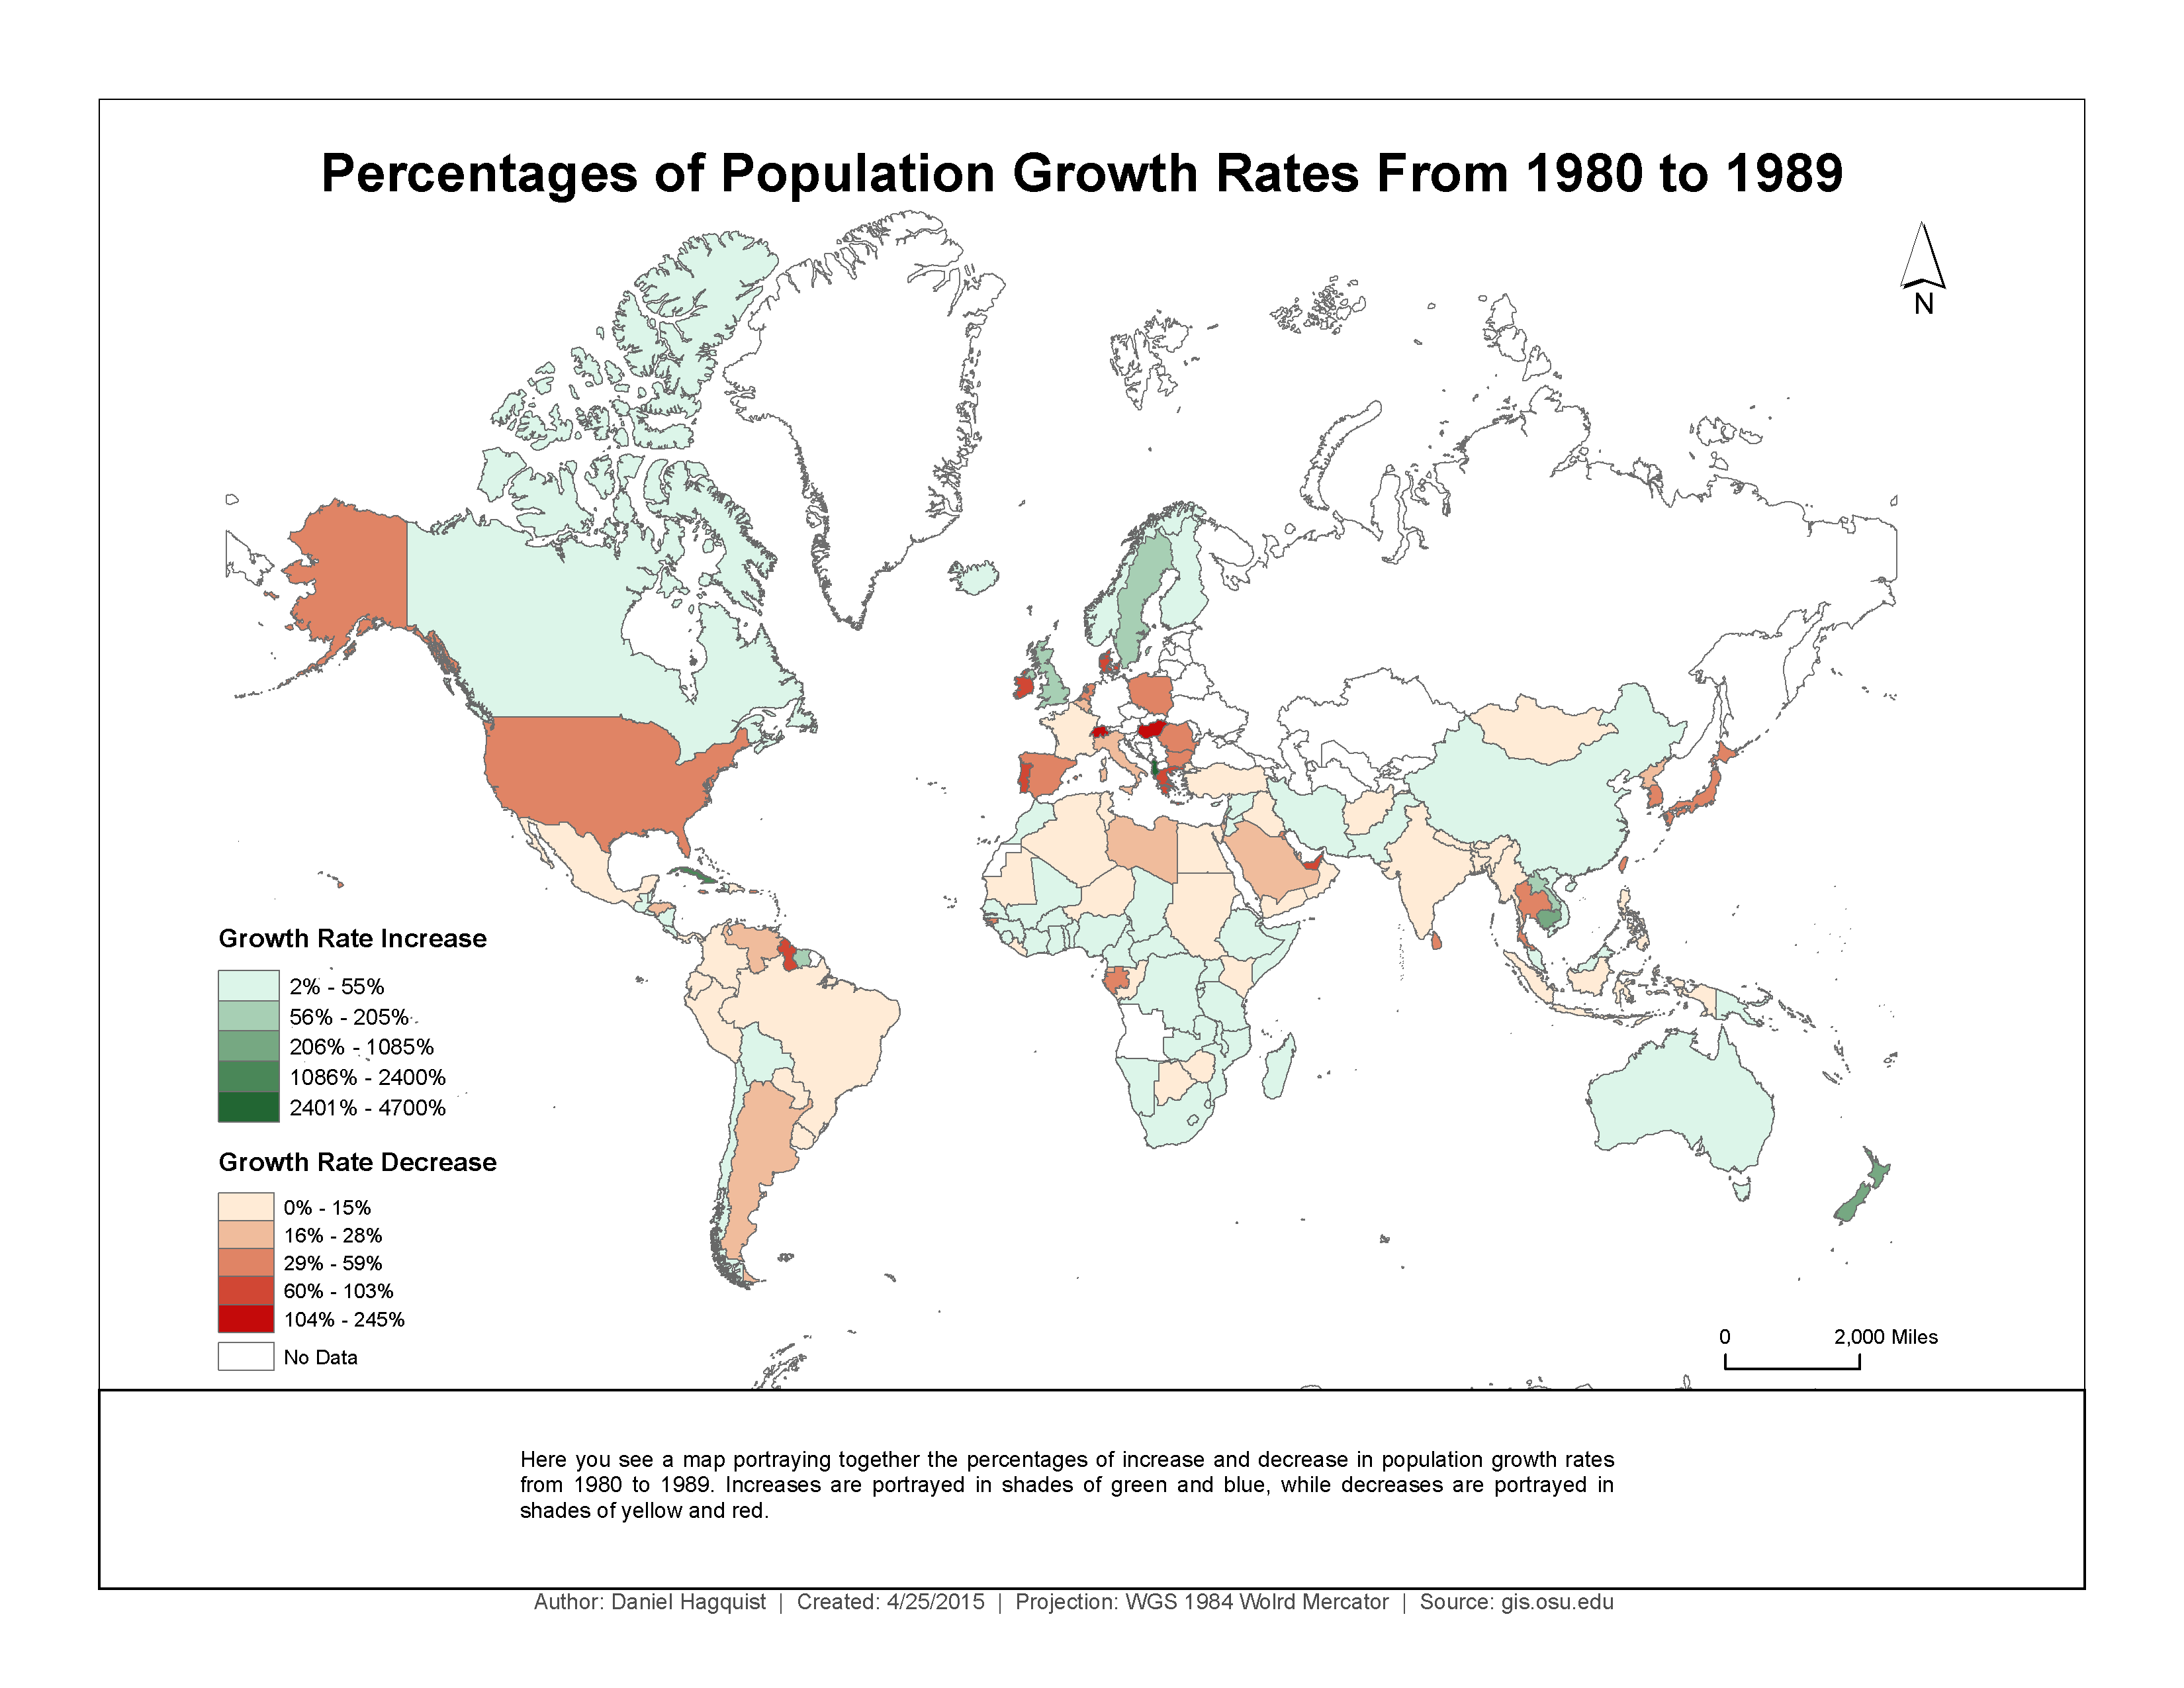 Percentages of Population Growth Rates From 1980 to 1989
N
Growth Rate Increase
2% - 55%
56% - 205%
206% - 1085%
1086% - 2400%
2401% - 4700%
Growth Rate Decrease
0% - 15%
16% - 28%
29% - 59%
60% - 103%
104% - 245%
No Data
0 2,000 Miles
Here you see a map portraying together the percentages of increase and decrease in population growth rates
from 1980 to 1989. Increases are portrayed in shades of green and blue, while decreases are portrayed in
shades of yellow and red.
Author: Daniel Hagquist | Created: 4/25/2015 | Projection: WGS 1984 Wolrd Mercator | Source: gis.osu.edu